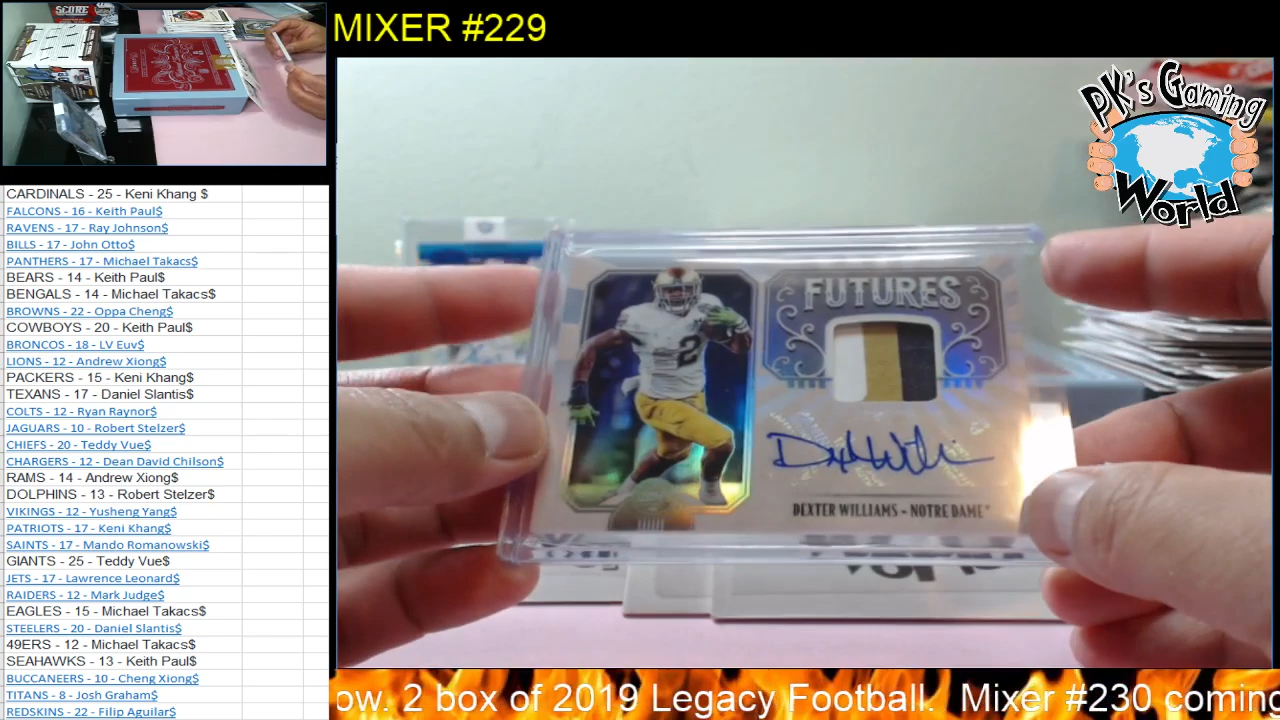 MIXER #229
PK's Gaming
World
SCORE
CARDINALS - 25 - Keni Khang $
FALCONS - 16 - Keith Paul$
RAVENS - 17 - Ray Johnson$
BILLS - 17 - John Otto$
PANTHERS - 17 - Michael Takacs$
BEARS - 14 - Keith Paul$
BENGALS - 14 - Michael Takacs$
BROWNS - 22 - Oppa Cheng$
COWBOYS - 20 - Keith Paul$
BRONCOS - 18 - LV Euv$
LIONS - 12 - Andrew Xiong$
PACKERS - 15 - Keni Khang$
TEXANS - 17 - Daniel Slantis$
COLTS - 12 - Ryan Raynor$
JAGUARS - 10 - Robert Stelzer$
CHIEFS - 20 - Teddy Vue$
CHARGERS - 12 - Dean David Chilson$
RAMS - 14 - Andrew Xiong$
DOLPHINS - 13 - Robert Stelzer$
VIKINGS - 12 - Yusheng Yang$
PATRIOTS - 17 - Keni Khang$
SAINTS - 17 - Mando Romanowski$
GIANTS - 25 - Teddy Vue$
JETS - 17 - Lawrence Leonard$
RAIDERS - 12 - Mark Judge$
EAGLES - 15 - Michael Takacs$
STEELERS - 20 - Daniel Slantis$
49ERS - 12 - Michael Takacs$
SEAHAWKS - 13 - Keith Paul$
BUCCANEERS - 10 - Cheng Xiong$
TITANS - 8 - Josh Graham$
REDSKINS - 22 - Filip Aguilar$
FUTURES
2
DEXTER WILLIAMS - NOTRE DAME®
ow. 2 box of 2019 Legacy Football. Mixer #230 coming